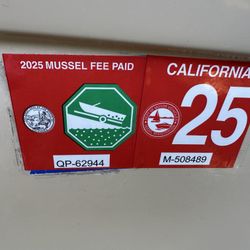 2025 MUSSEL FEE PAID
QP-62944
CALIFORNIA
25
M-508489